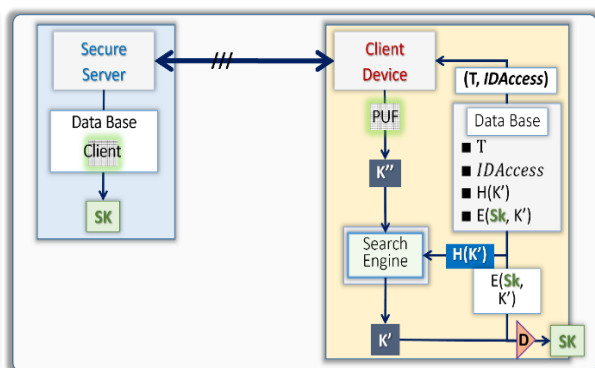 Secure
Server
Data Base
Client
SK
Client
Device
PUF
K''
Search
Engine
K'
(T, IDAccess)
Data Base
■ T
■ IDAccess
■ H(K')
■ E(Sk, K')
H(K')
E(Sk,
K')
D
SK